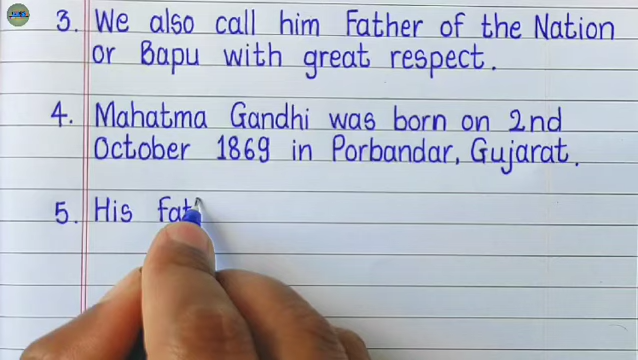 3. We also call him Father of the Nation
or Bapu with great respect.
4. Mahatma Gandhi was born on 2nd
October 1869 in Porbandar, Gujarat.
5. His fat